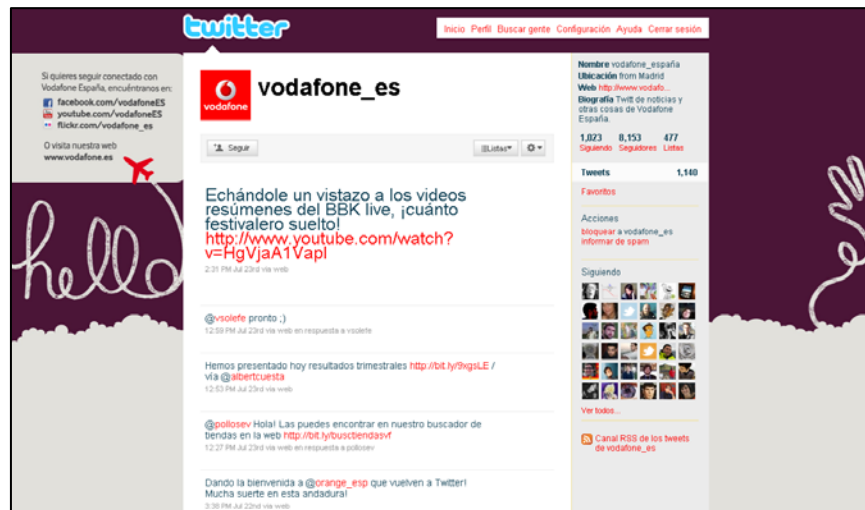 twitter
Inicio Perfil Buscar gente Configuración Ayuda Cerrar sesión
Si quieres seguir conectado con
Vodafone España, encuéntranos en:
facebook.com/vodafoneES
youtube.com/vodafoneES
flickr.com/vodafone_es
O visita nuestra web
www.vodafone.es
hello
vodafone
vodafone_es
Seguir
Listas
Echándole un vistazo a los videos
resúmenes del BBK live, ¡cuánto
festivalero suelto!
http://www.youtube.com/watch?
v=HgVjaA1VapI
2:31 PM Jul 23rd vía web
@vsolefe pronto ;)
12:59 PM Jul 23rd vía web en respuesta a vsolefe
Hemos presentado hoy resultados trimestrales http://bit.ly/9xgsLE /
vía @albertcuesta
12:53 PM Jul 23rd vía web
@pollosev Hola! Las puedes encontrar en nuestro buscador de
tiendas en la web http://bit.ly/busctiendasvf
12:27 PM Jul 23rd vía web en respuesta a pollosev
Dando la bienvenida a @orange_esp que vuelven a Twitter!
Mucha suerte en esta andadura!
3:38 PM Jul 22nd vía web
Nombre vodafone_españa
Ubicación from Madrid
Web http://www.vodafo...
Biografía Twitt de noticias y
otras cosas de Vodafone
España.
1,023 8,153 477
Siguiendo Seguidores Listas
Tweets 1,140
Favoritos
Acciones
bloquear a vodafone_es
informar de spam
Siguiendo
Ver todos...
Canal RSS de los tweets
de vodafone_es